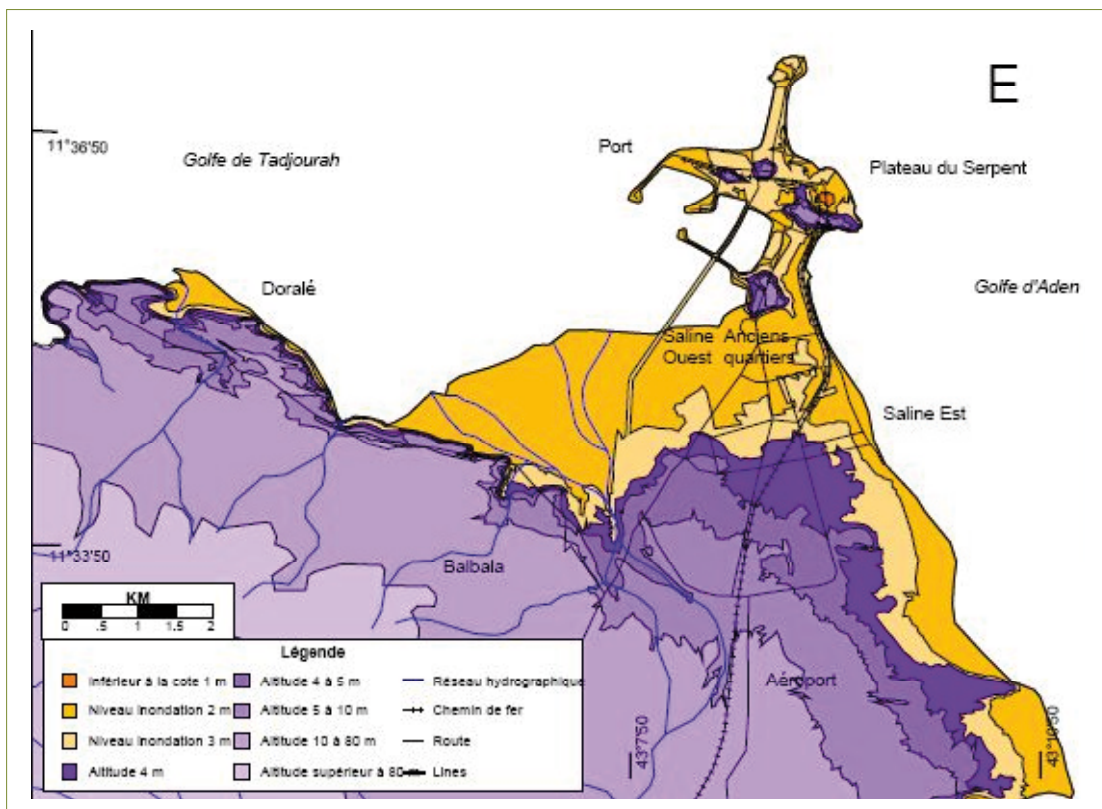 E
11°36'50
Golfe de Tadjourah
Port
Plateau du Serpent
Doralé
Golfe d'Aden
Saline Anciens
Ouest quartiers
Saline Est
11°33'50
Balbala
KM
0 .5 1 1.5 2
Aéroport
43°7'50
43°10'50
Légende
Inférieur à la cote 1 m
Niveau Inondation 2 m
Niveau Inondation 3 m
Altitude 4 m
Altitude 4 à 5 m
Altitude 5 à 10 m
Altitude 10 à 80 m
Altitude supérieur à 80 m
Réseau hydrographique
Chemin de fer
Route
Lines